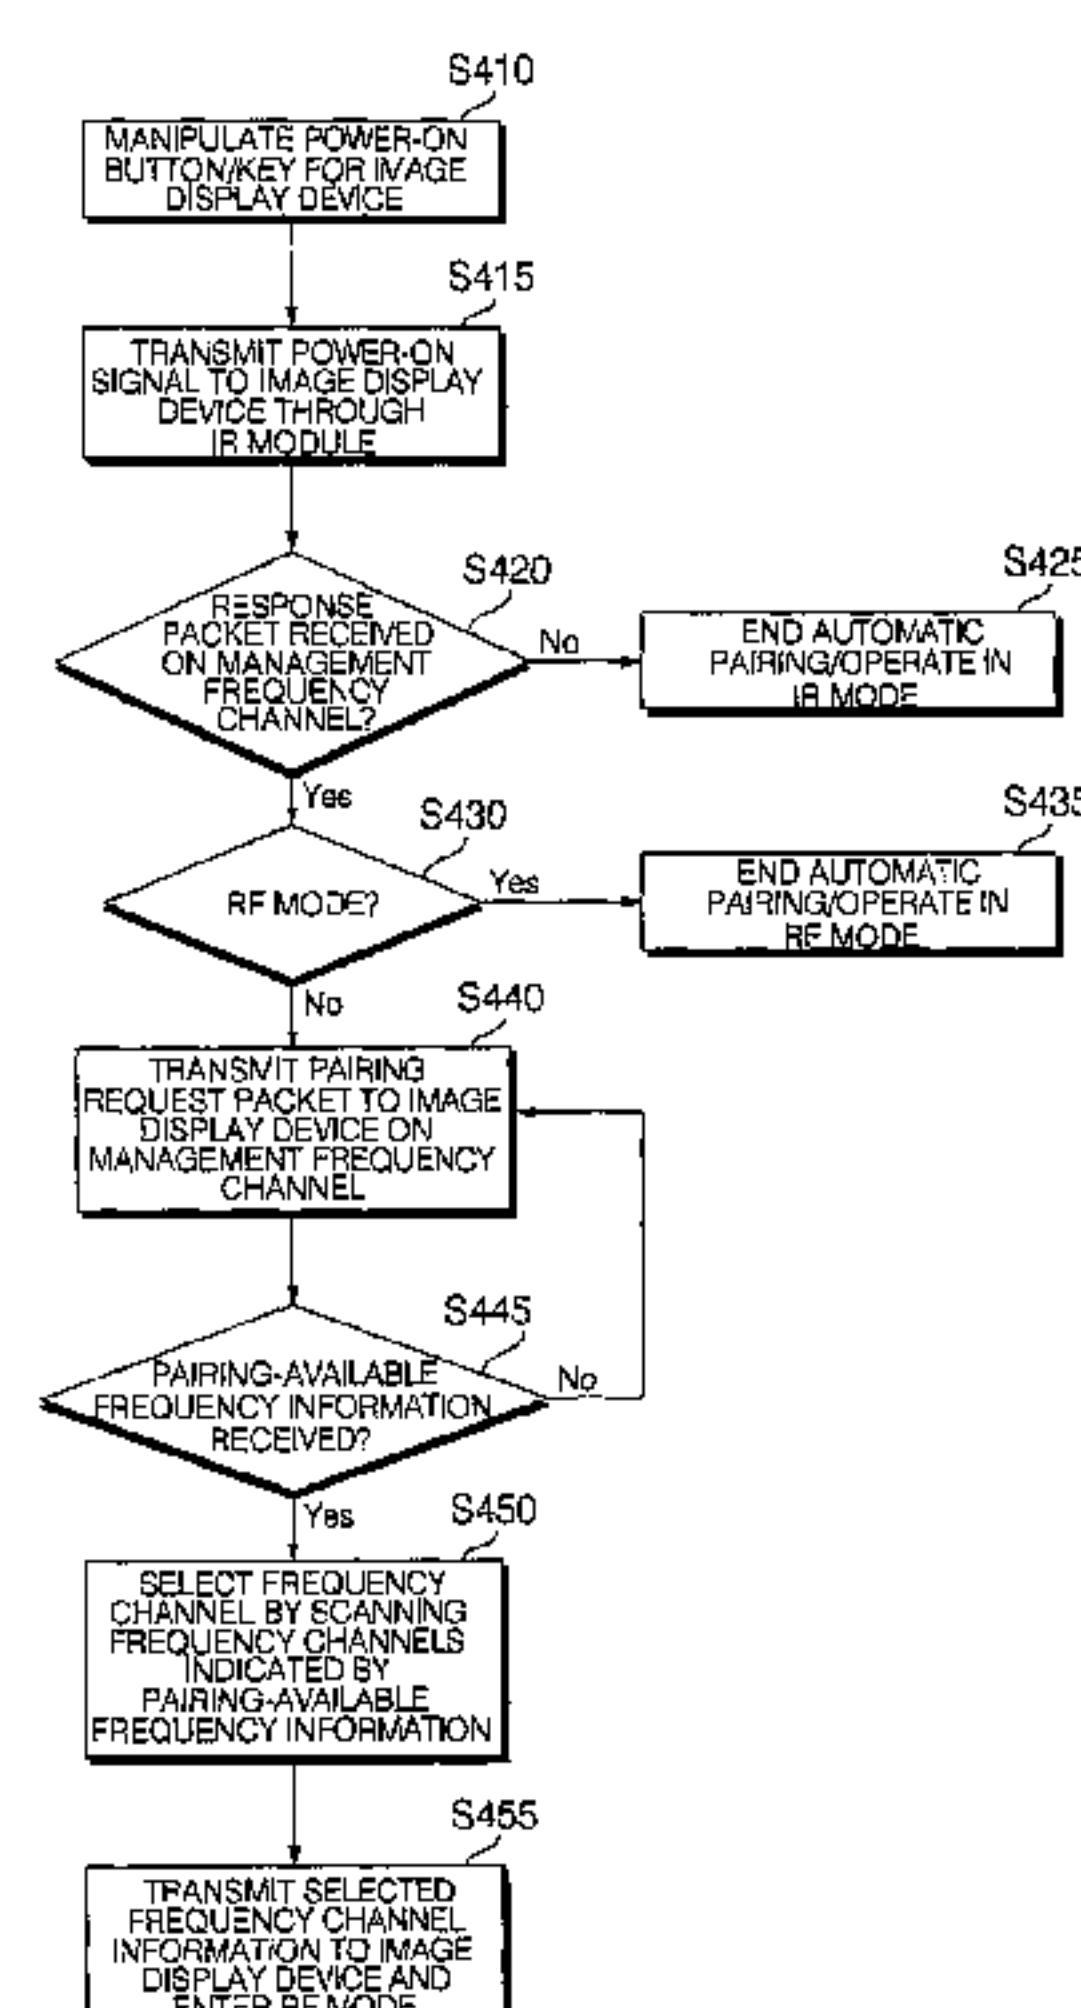 S410
MANIPULATE POWER-ON
BUTTON/KEY FOR IMAGE
DISPLAY DEVICE
S415
TRANSMIT POWER-ON
SIGNAL TO IMAGE DISPLAY
DEVICE THROUGH
IR MODULE
S420
RESPONSE
PACKET RECEIVED
ON MANAGEMENT
FREQUENCY
CHANNEL?
No
S425
END AUTOMATIC
PAIRING/OPERATE IN
IR MODE
Yes
S430
RF MODE?
Yes
S435
END AUTOMATIC
PAIRING/OPERATE IN
RF MODE
No
S440
TRANSMIT PAIRING
REQUEST PACKET TO IMAGE
DISPLAY DEVICE ON
MANAGEMENT FREQUENCY
CHANNEL
S445
PAIRING-AVAILABLE
FREQUENCY INFORMATION
RECEIVED?
No
Yes
S450
SELECT FREQUENCY
CHANNEL BY SCANNING
FREQUENCY CHANNELS
INDICATED BY
PAIRING-AVAILABLE
FREQUENCY INFORMATION
S455
TRANSMIT SELECTED
FREQUENCY CHANNEL
INFORMATION TO IMAGE
DISPLAY DEVICE AND
ENTER RF MODE